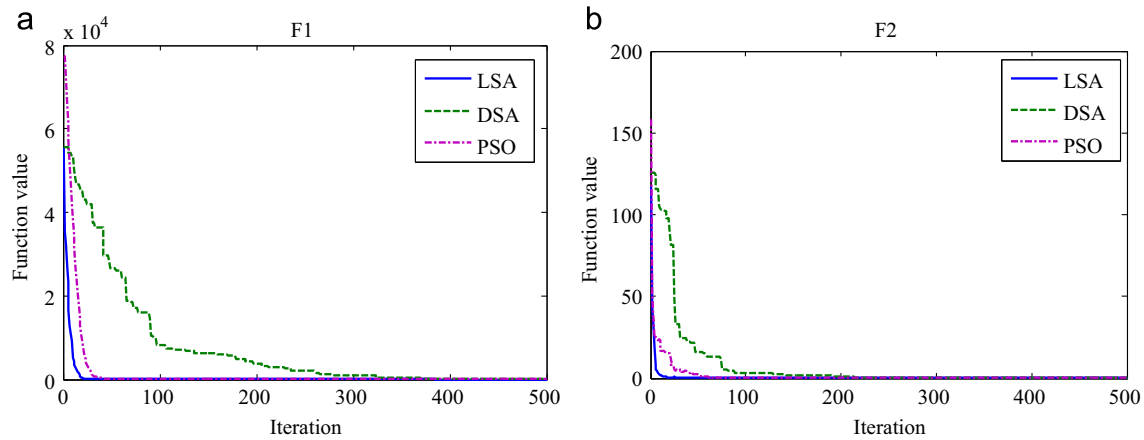 a
x 10^4
F1
8
6
4
2
0
Function value
LSA
DSA
PSO
0 100 200 300 400 500
Iteration
b
F2
200
150
100
50
0
Function value
LSA
DSA
PSO
0 100 200 300 400 500
Iteration